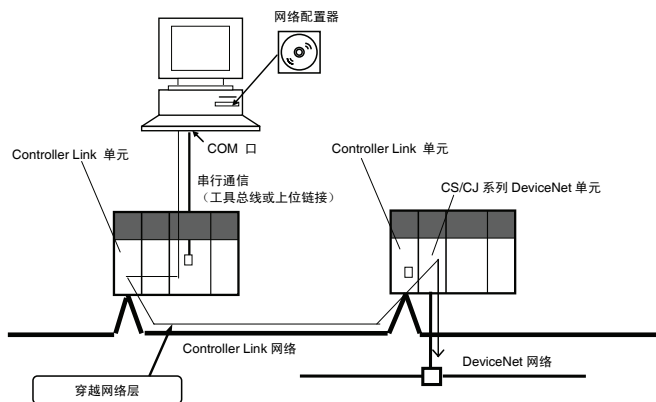 网络配置器
COM 口
Controller Link 单元
串行通信
（工具总线或上位链接）
Controller Link 单元
CS/CJ 系列 DeviceNet 单元
Controller Link 网络
DeviceNet 网络
穿越网络层